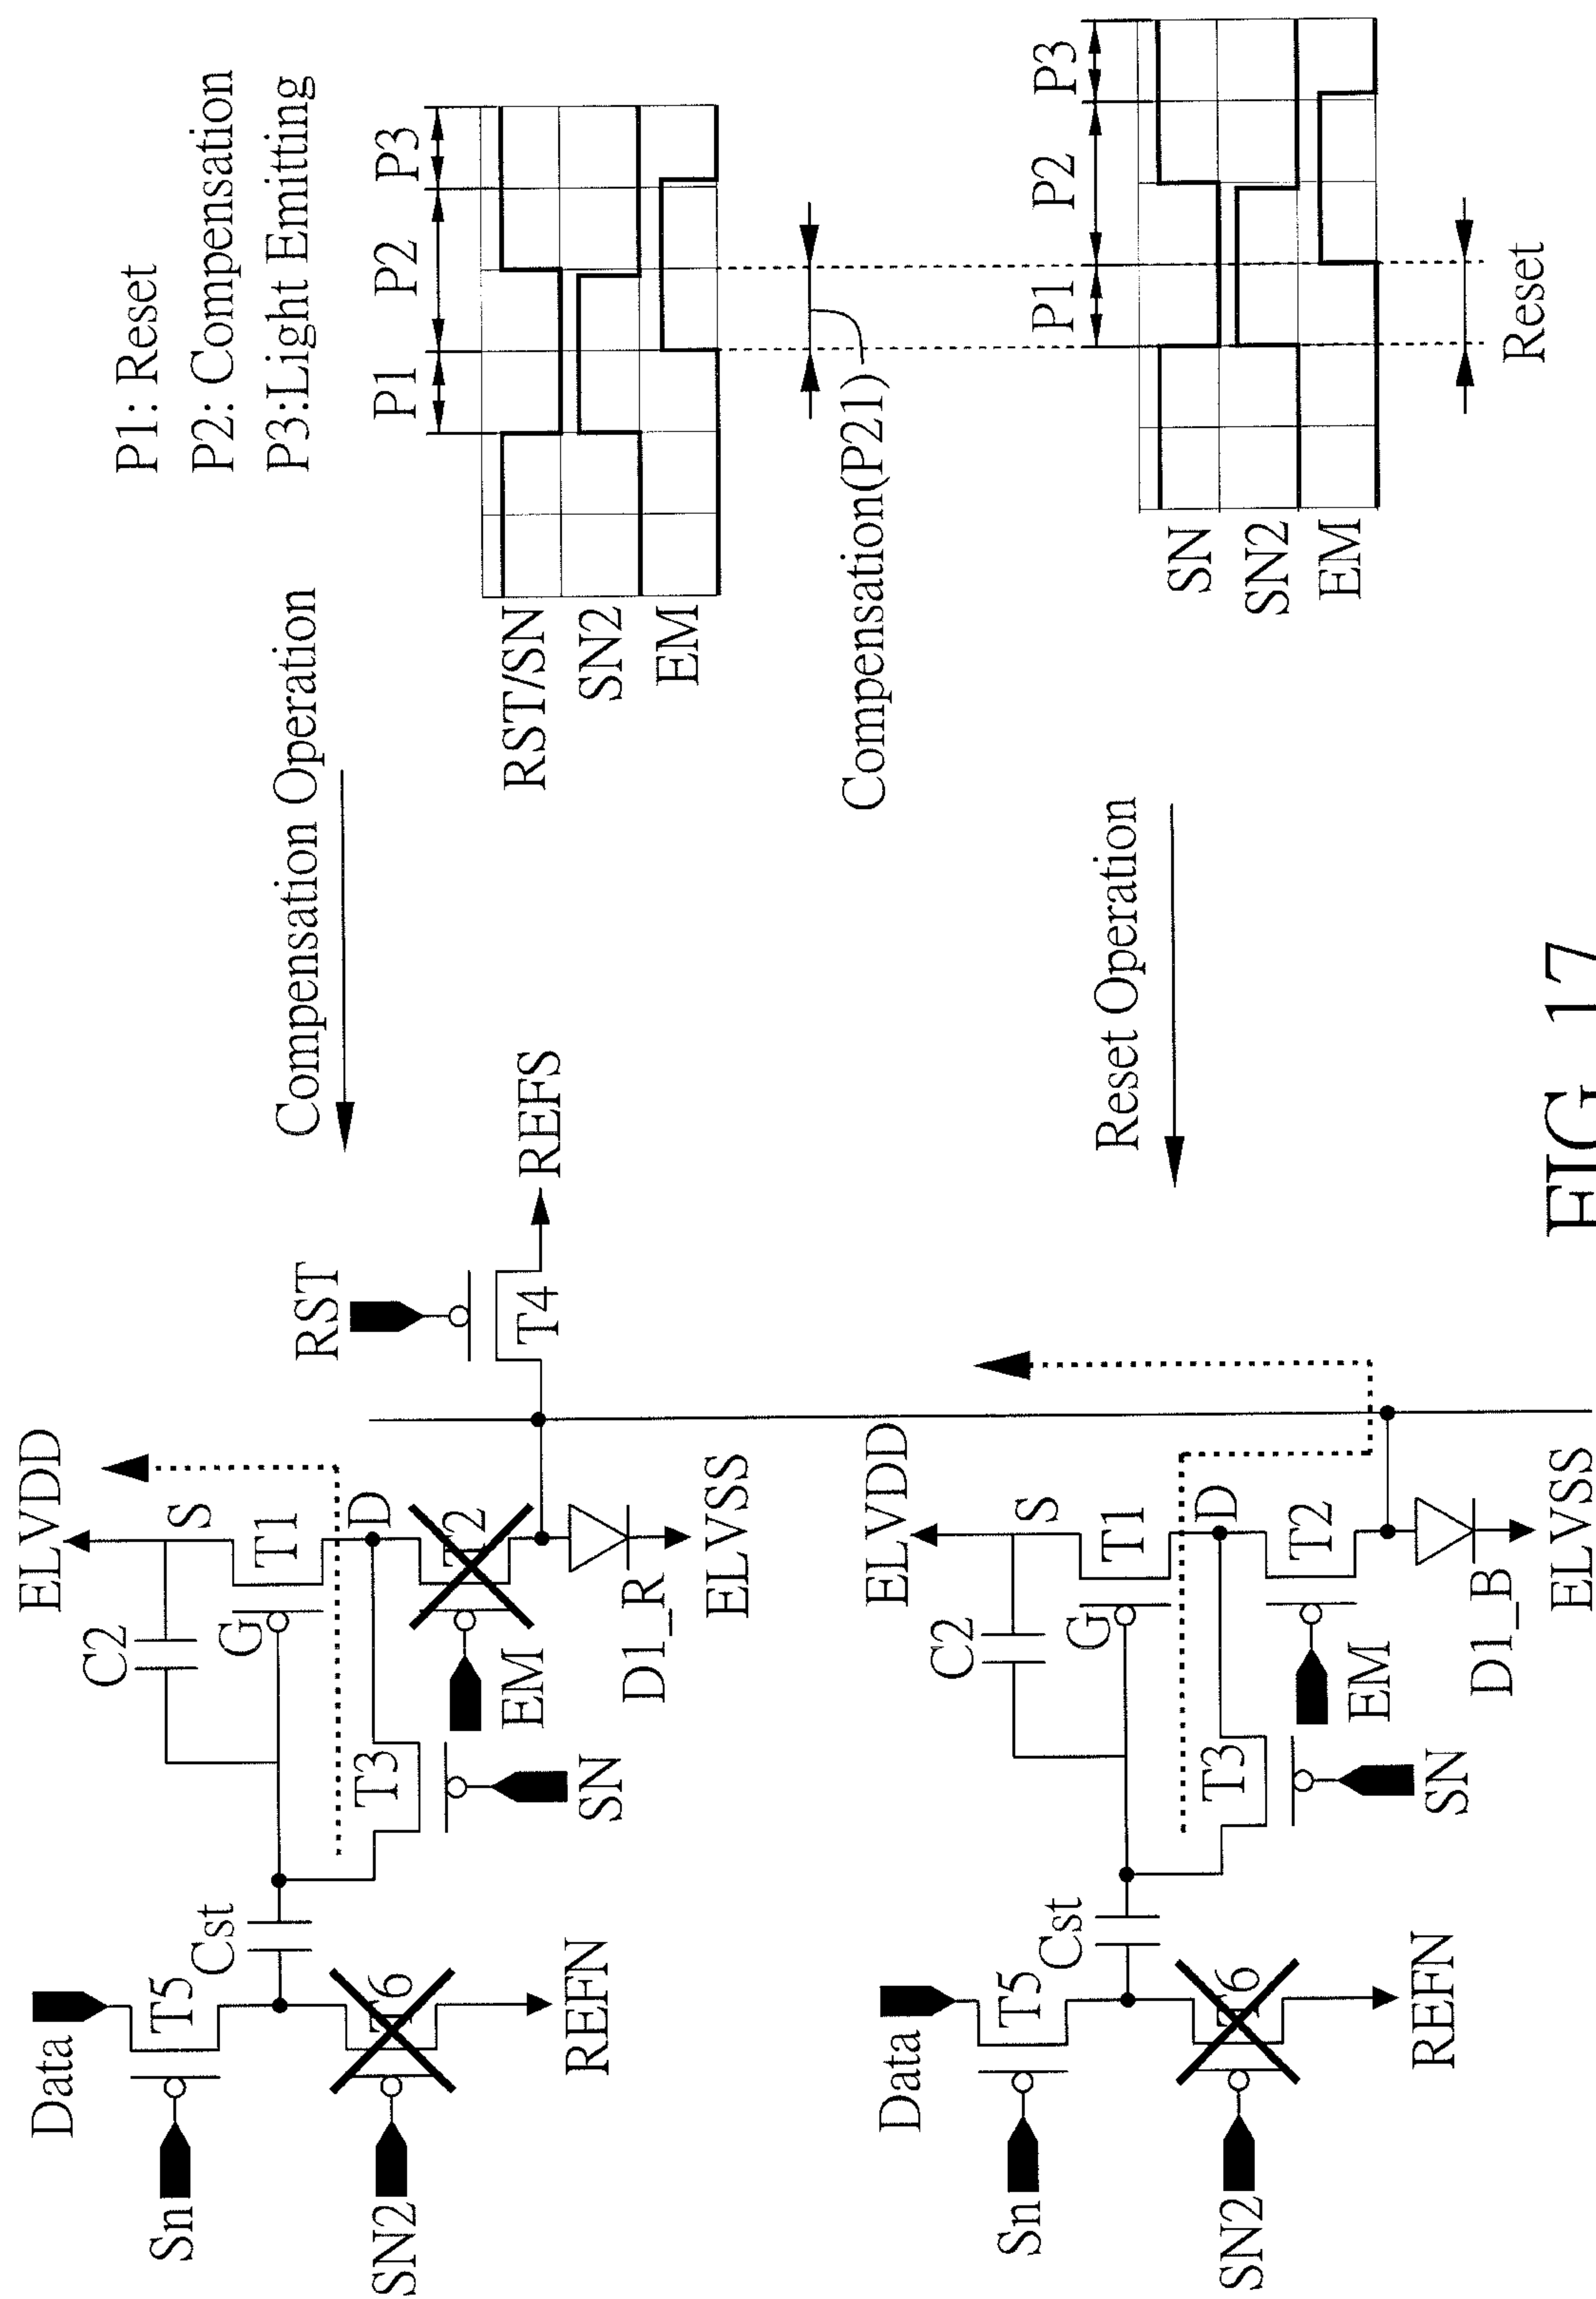 P1: Reset
P2: Compensation
P3:Light Emitting
Compensation Operation
P1 P2 P3
RST/SN
SN2
EM
Compensation(P21)
P1 P2 P3
SN
SN2
EM
Reset
Reset Operation
ELVDD
S
C2
T1
G
D
T2
EM
T3
SN
D1_R
ELVSS
RST
T4
REFS
Data
T5
Sn
Cst
T6
SN2
REFN
ELVDD
S
C2
T1
G
D
T2
EM
T3
SN
D1_B
ELVSS
Data
T5
Sn
Cst
T6
SN2
REFN
FIG. 17